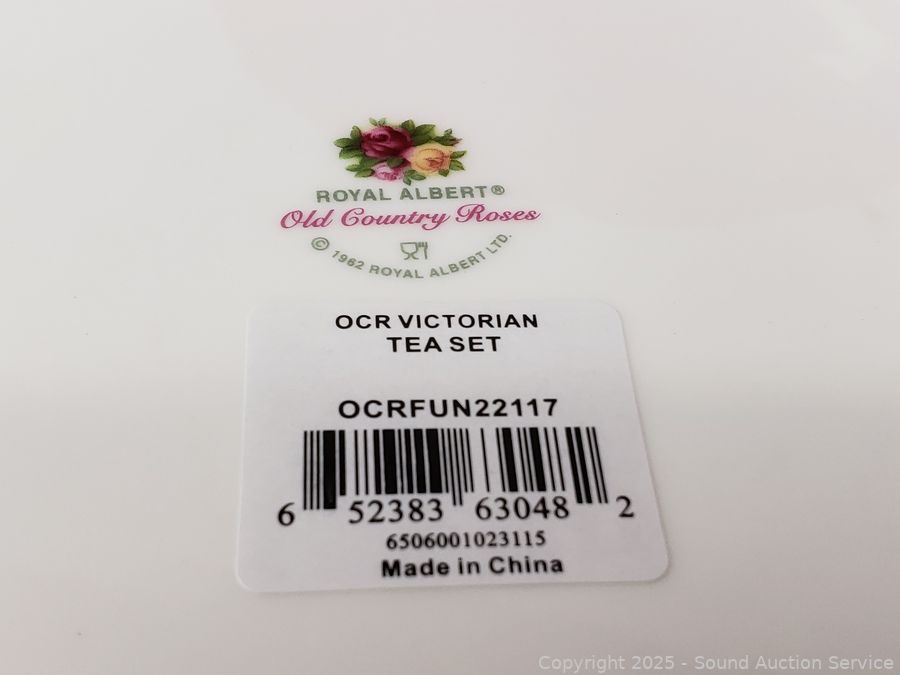 ROYAL ALBERT®
Old Country Roses
© 1962 ROYAL ALBERT LTD.
OCR VICTORIAN
TEA SET
OCRFUN22117
6 52383 63048 2
6506001023115
Made in China
Copyright 2025 - Sound Auction Service